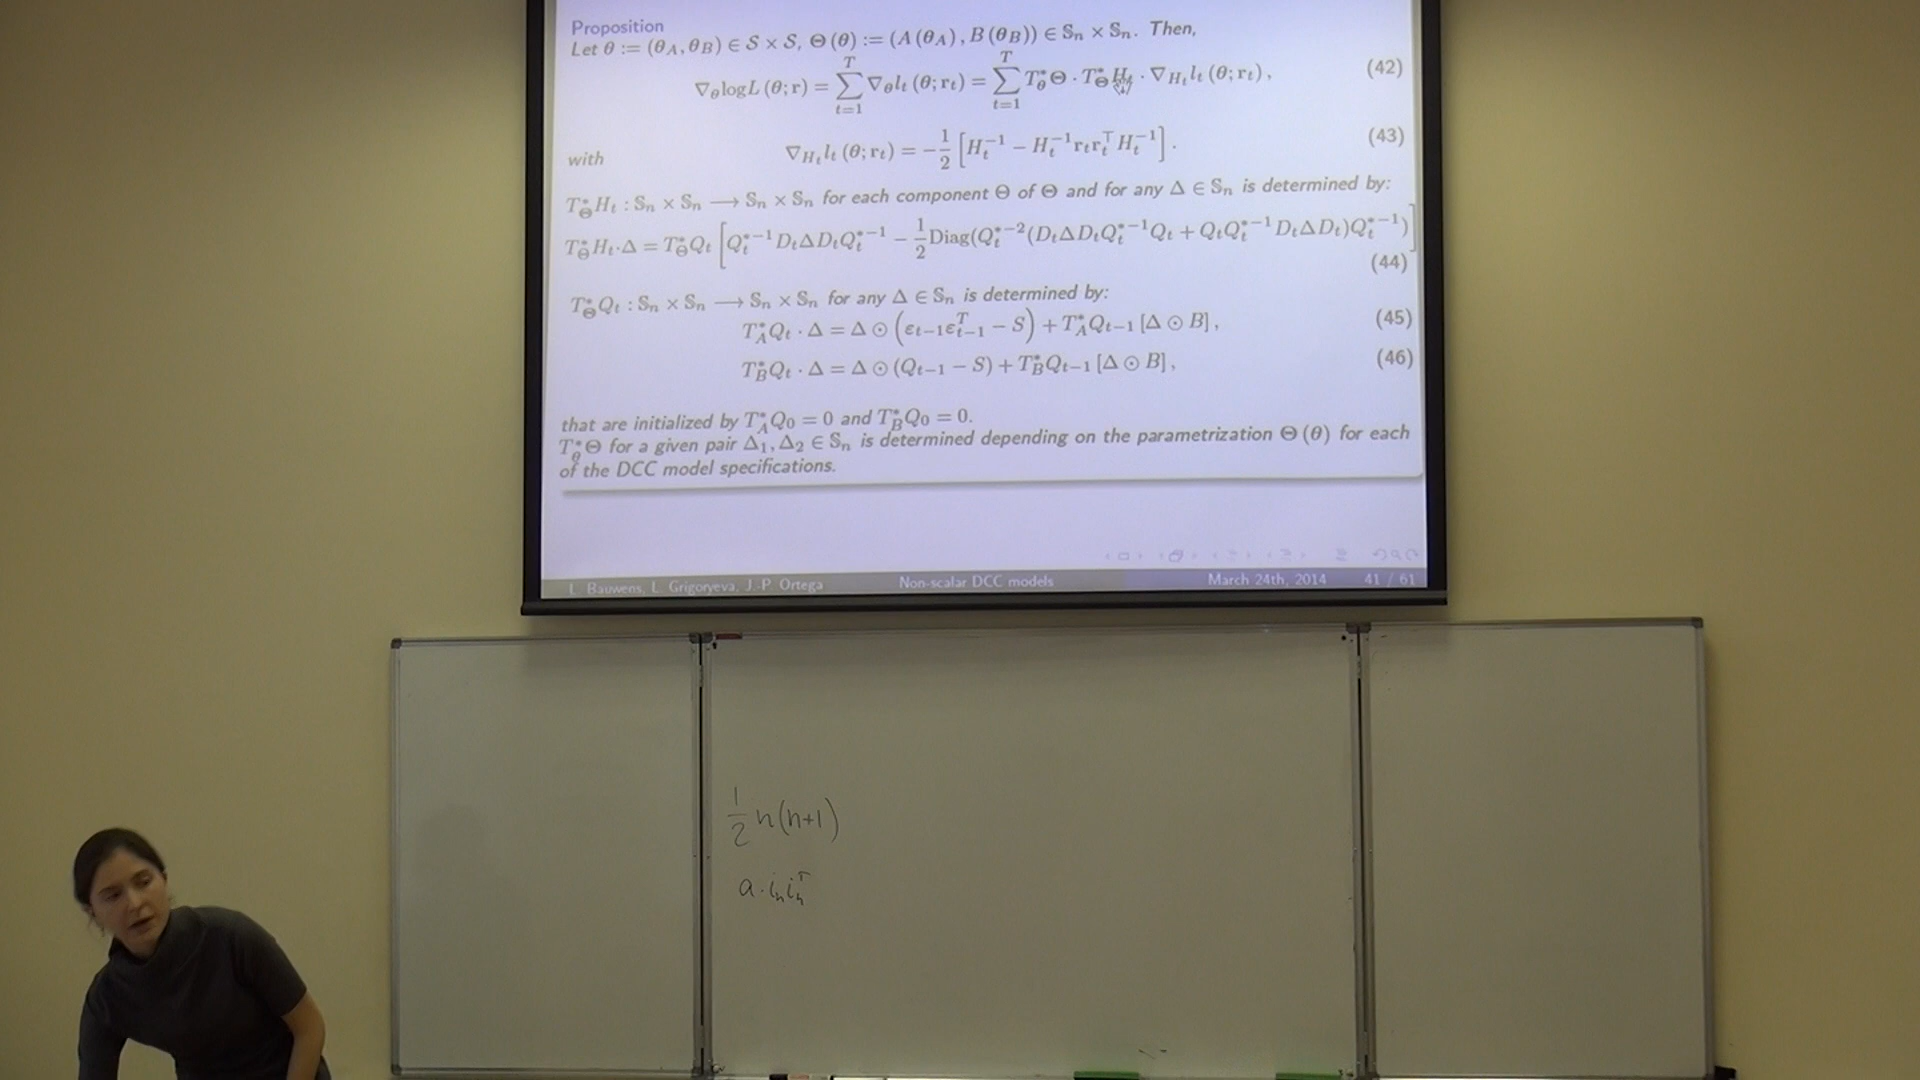 Proposition
Let θ := (θ_A, θ_B) ∈ S × S, Θ(θ) := (A(θ_A), B(θ_B)) ∈ 𝕊_n × 𝕊_n. Then,
∇_θ logL(θ; r) = ∑_{t=1}^{T} ∇_θ l_t(θ; r_t) = ∑_{t=1}^{T} T*_θ Θ · T*_Θ H_t · ∇_{H_t} l_t(θ; r_t), (42)
with ∇_{H_t} l_t(θ; r_t) = −1/2 [H_t^{−1} − H_t^{−1} r_t r_t^⊤ H_t^{−1}]. (43)
T*_Θ H_t : 𝕊_n × 𝕊_n ⟶ 𝕊_n × 𝕊_n for each component Θ of Θ and for any Δ ∈ 𝕊_n is determined by:
T*_Θ H_t · Δ = T*_Θ Q_t [Q_t^{*−1} D_t Δ D_t Q_t^{*−1} − 1/2 Diag(Q_t^{*−2}(D_t Δ D_t Q_t^{*−1} Q_t + Q_t Q_t^{*−1} D_t Δ D_t) Q_t^{*−1})]
(44)
T*_Θ Q_t : 𝕊_n × 𝕊_n ⟶ 𝕊_n × 𝕊_n for any Δ ∈ 𝕊_n is determined by:
T*_A Q_t · Δ = Δ ⊙ (ε_{t−1} ε_{t−1}^T − S) + T*_A Q_{t−1} [Δ ⊙ B], (45)
T*_B Q_t · Δ = Δ ⊙ (Q_{t−1} − S) + T*_B Q_{t−1} [Δ ⊙ B], (46)
that are initialized by T*_A Q_0 = 0 and T*_B Q_0 = 0.
T*_θ Θ for a given pair Δ_1, Δ_2 ∈ 𝕊_n is determined depending on the parametrization Θ(θ) for each
of the DCC model specifications.
L. Bauwens, L. Grigoryeva, J.-P. Ortega Non-scalar DCC models March 24th, 2014 41 / 61
1/2 n(n+1)
a · i_n i_n^T